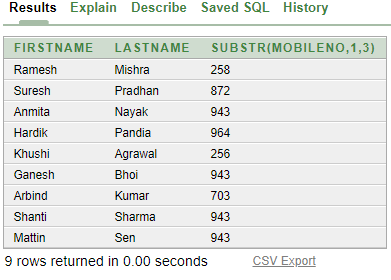 Results Explain Describe Saved SQL History
FIRSTNAME LASTNAME SUBSTR(MOBILENO,1,3)
Ramesh Mishra 258
Suresh Pradhan 872
Anmita Nayak 943
Hardik Pandia 964
Khushi Agrawal 256
Ganesh Bhoi 943
Arbind Kumar 703
Shanti Sharma 943
Mattin Sen 943
9 rows returned in 0.00 seconds CSV Export